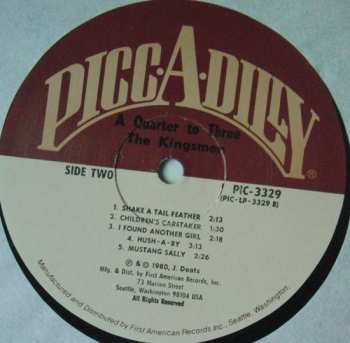 PICC·A·DILLY
®
A Quarter to Three
The Kingsmen
SIDE TWO
PIC-3329
(PIC-LP-3329 B)
1 SHAKE A TAIL FEATHER 2:13
2 CHILDREN'S CARETAKER 1:30
3 I FOUND ANOTHER GIRL 2:18
4 HUSH-A-BY 3:13
5 MUSTANG SALLY 2:26
℗ & © 1980, J. Deats
Mfg. & Dist. by First American Records, Inc.
73 Marion Street
Seattle, Washington 98104 USA
All Rights Reserved
Manufactured and Distributed by First American Records Inc., Seattle, Washington.